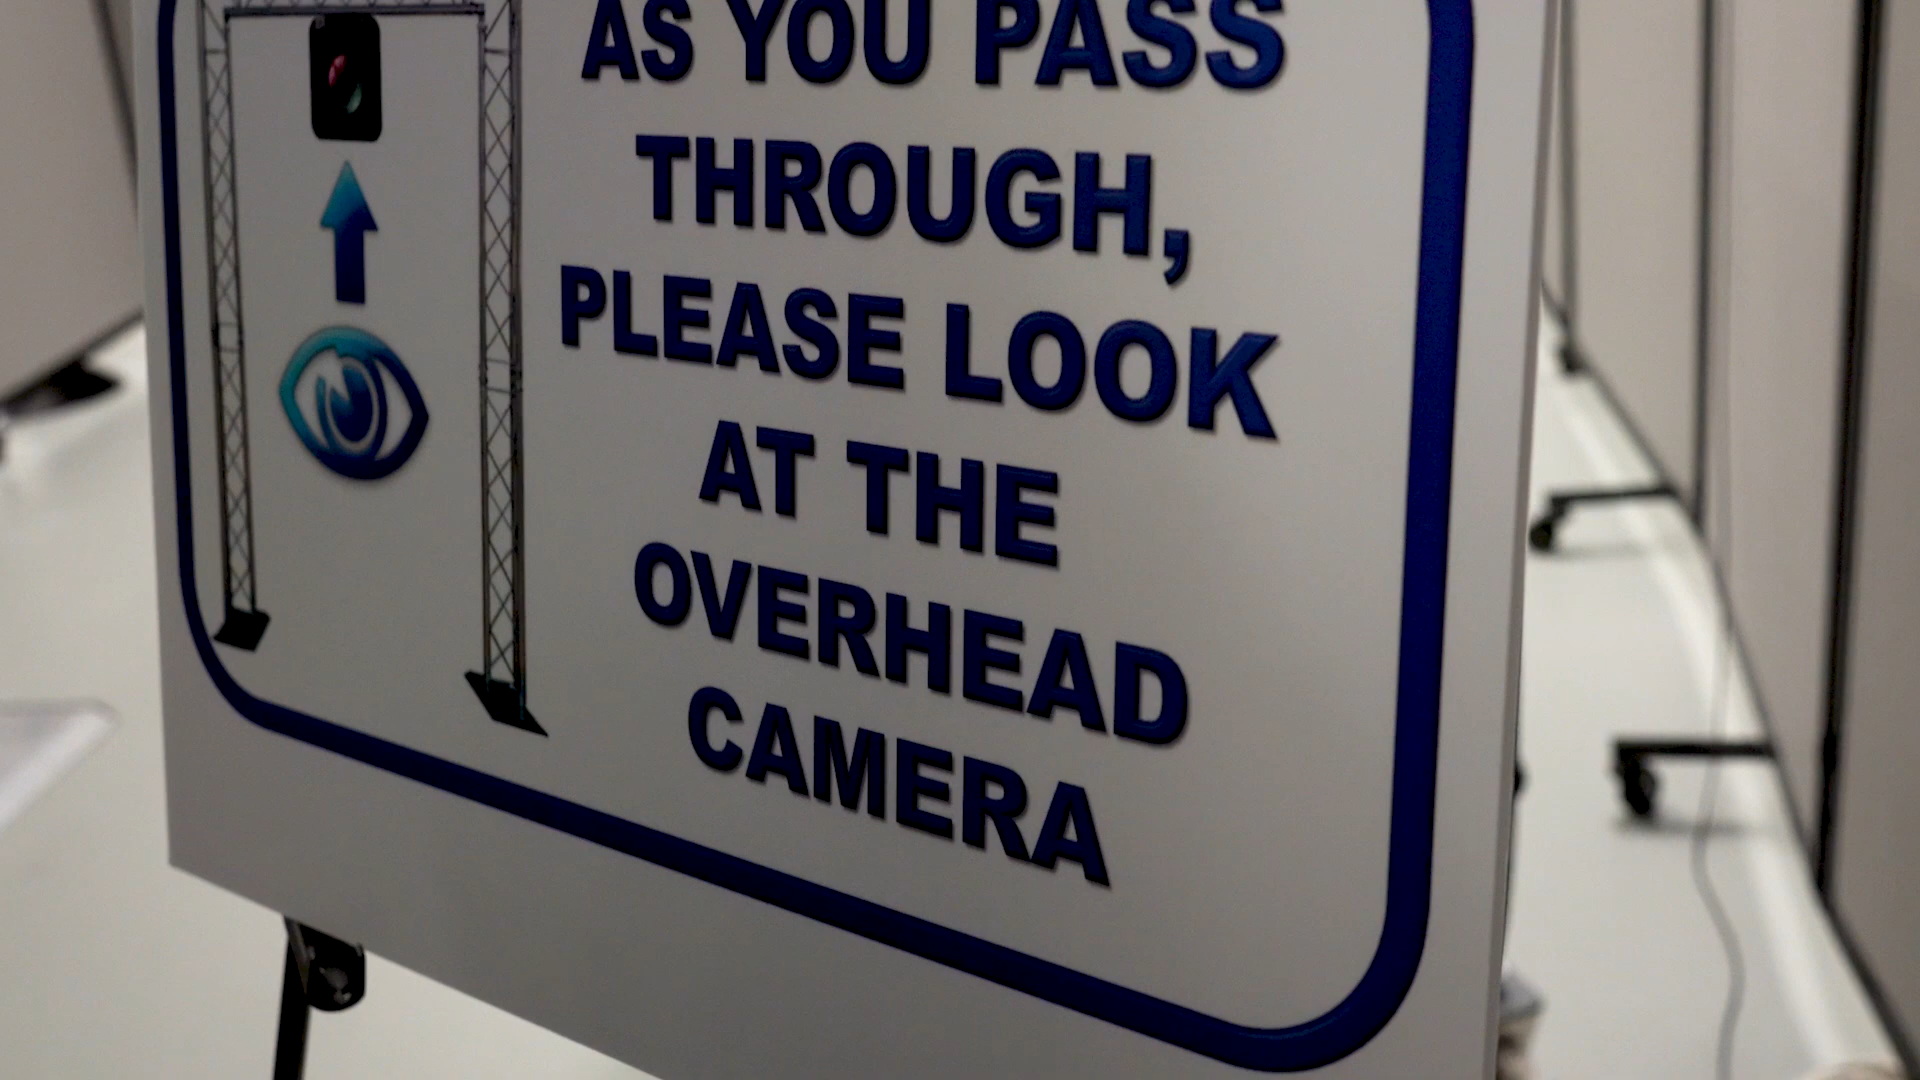 AS YOU PASS
THROUGH,
PLEASE LOOK
AT THE
OVERHEAD
CAMERA